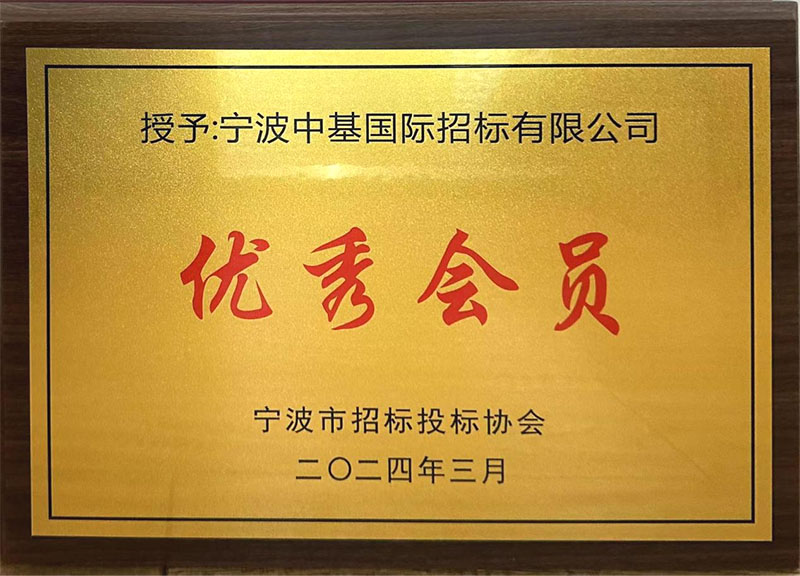 授予:宁波中基国际招标有限公司
优秀会员
宁波市招标投标协会
二〇二四年三月